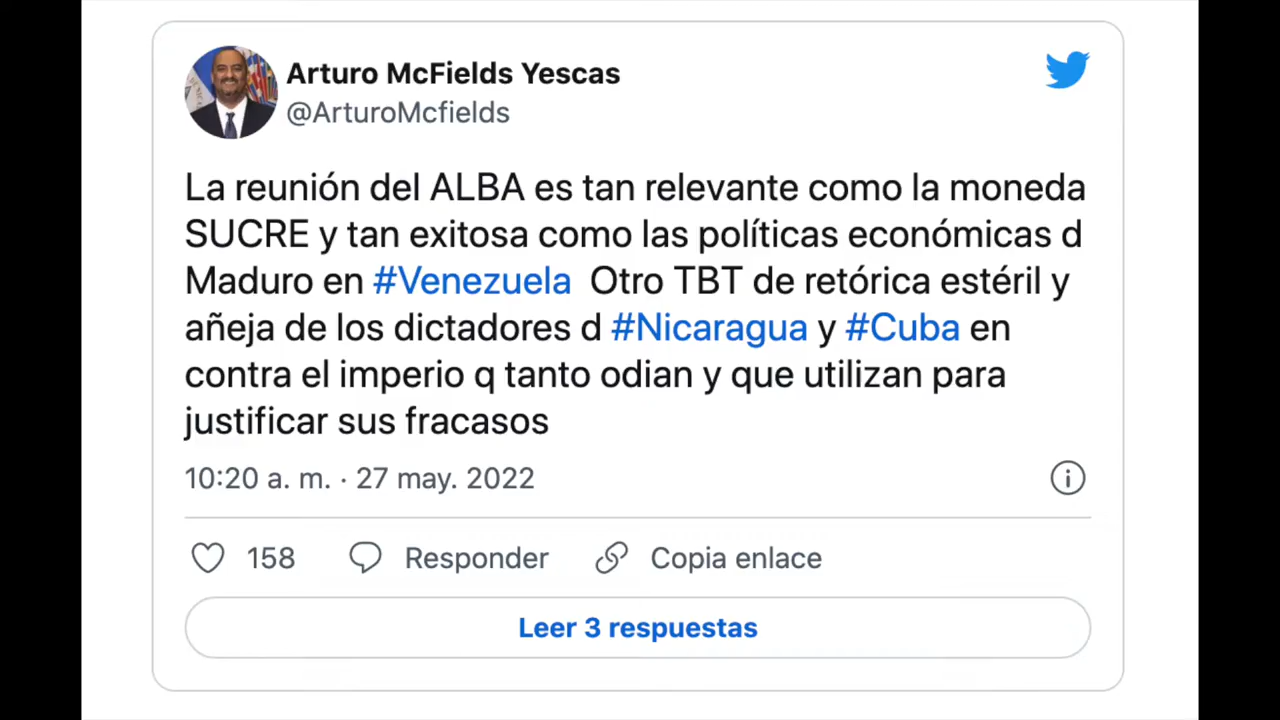 Arturo McFields Yescas
@ArturoMcfields
La reunión del ALBA es tan relevante como la moneda
SUCRE y tan exitosa como las políticas económicas d
Maduro en #Venezuela Otro TBT de retórica estéril y
añeja de los dictadores d #Nicaragua y #Cuba en
contra el imperio q tanto odian y que utilizan para
justificar sus fracasos
10:20 a. m. · 27 may. 2022
158 Responder Copia enlace
Leer 3 respuestas